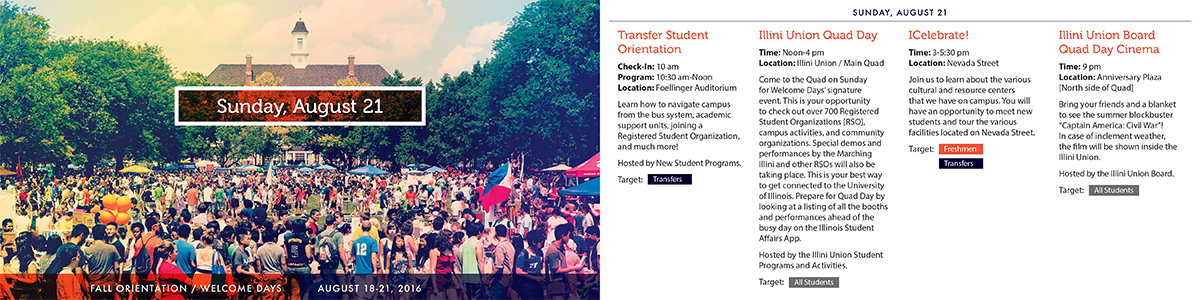 Sunday, August 21
FALL ORIENTATION / WELCOME DAYS AUGUST 18-21, 2016
SUNDAY, AUGUST 21
Transfer Student
Orientation
Check-In: 10 am
Program: 10:30 am-Noon
Location: Foellinger Auditorium
Learn how to navigate campus
from the bus system, academic
support units, joining a
Registered Student Organization,
and much more!
Hosted by New Student Programs.
Target: Transfers
Illini Union Quad Day
Time: Noon-4 pm
Location: Illini Union / Main Quad
Come to the Quad on Sunday
for Welcome Days' signature
event. This is your opportunity
to check out over 700 Registered
Student Organizations [RSO],
campus activities, and community
organizations. Special demos and
performances by the Marching
Illini and other RSOs will also be
taking place. This is your best way
to get connected to the University
of Illinois. Prepare for Quad Day by
looking at a listing of all the booths
and performances ahead of the
busy day on the Illinois Student
Affairs App.
Hosted by the Illini Union Student
Programs and Activities.
Target: All Students
ICelebrate!
Time: 3-5:30 pm
Location: Nevada Street
Join us to learn about the various
cultural and resource centers
that we have on campus. You will
have an opportunity to meet new
students and tour the various
facilities located on Nevada Street.
Target: Freshmen
Transfers
Illini Union Board
Quad Day Cinema
Time: 9 pm
Location: Anniversary Plaza
[North side of Quad]
Bring your friends and a blanket
to see the summer blockbuster
"Captain America: Civil War"!
In case of inclement weather,
the film will be shown inside the
Illini Union.
Hosted by the Illini Union Board.
Target: All Students
12